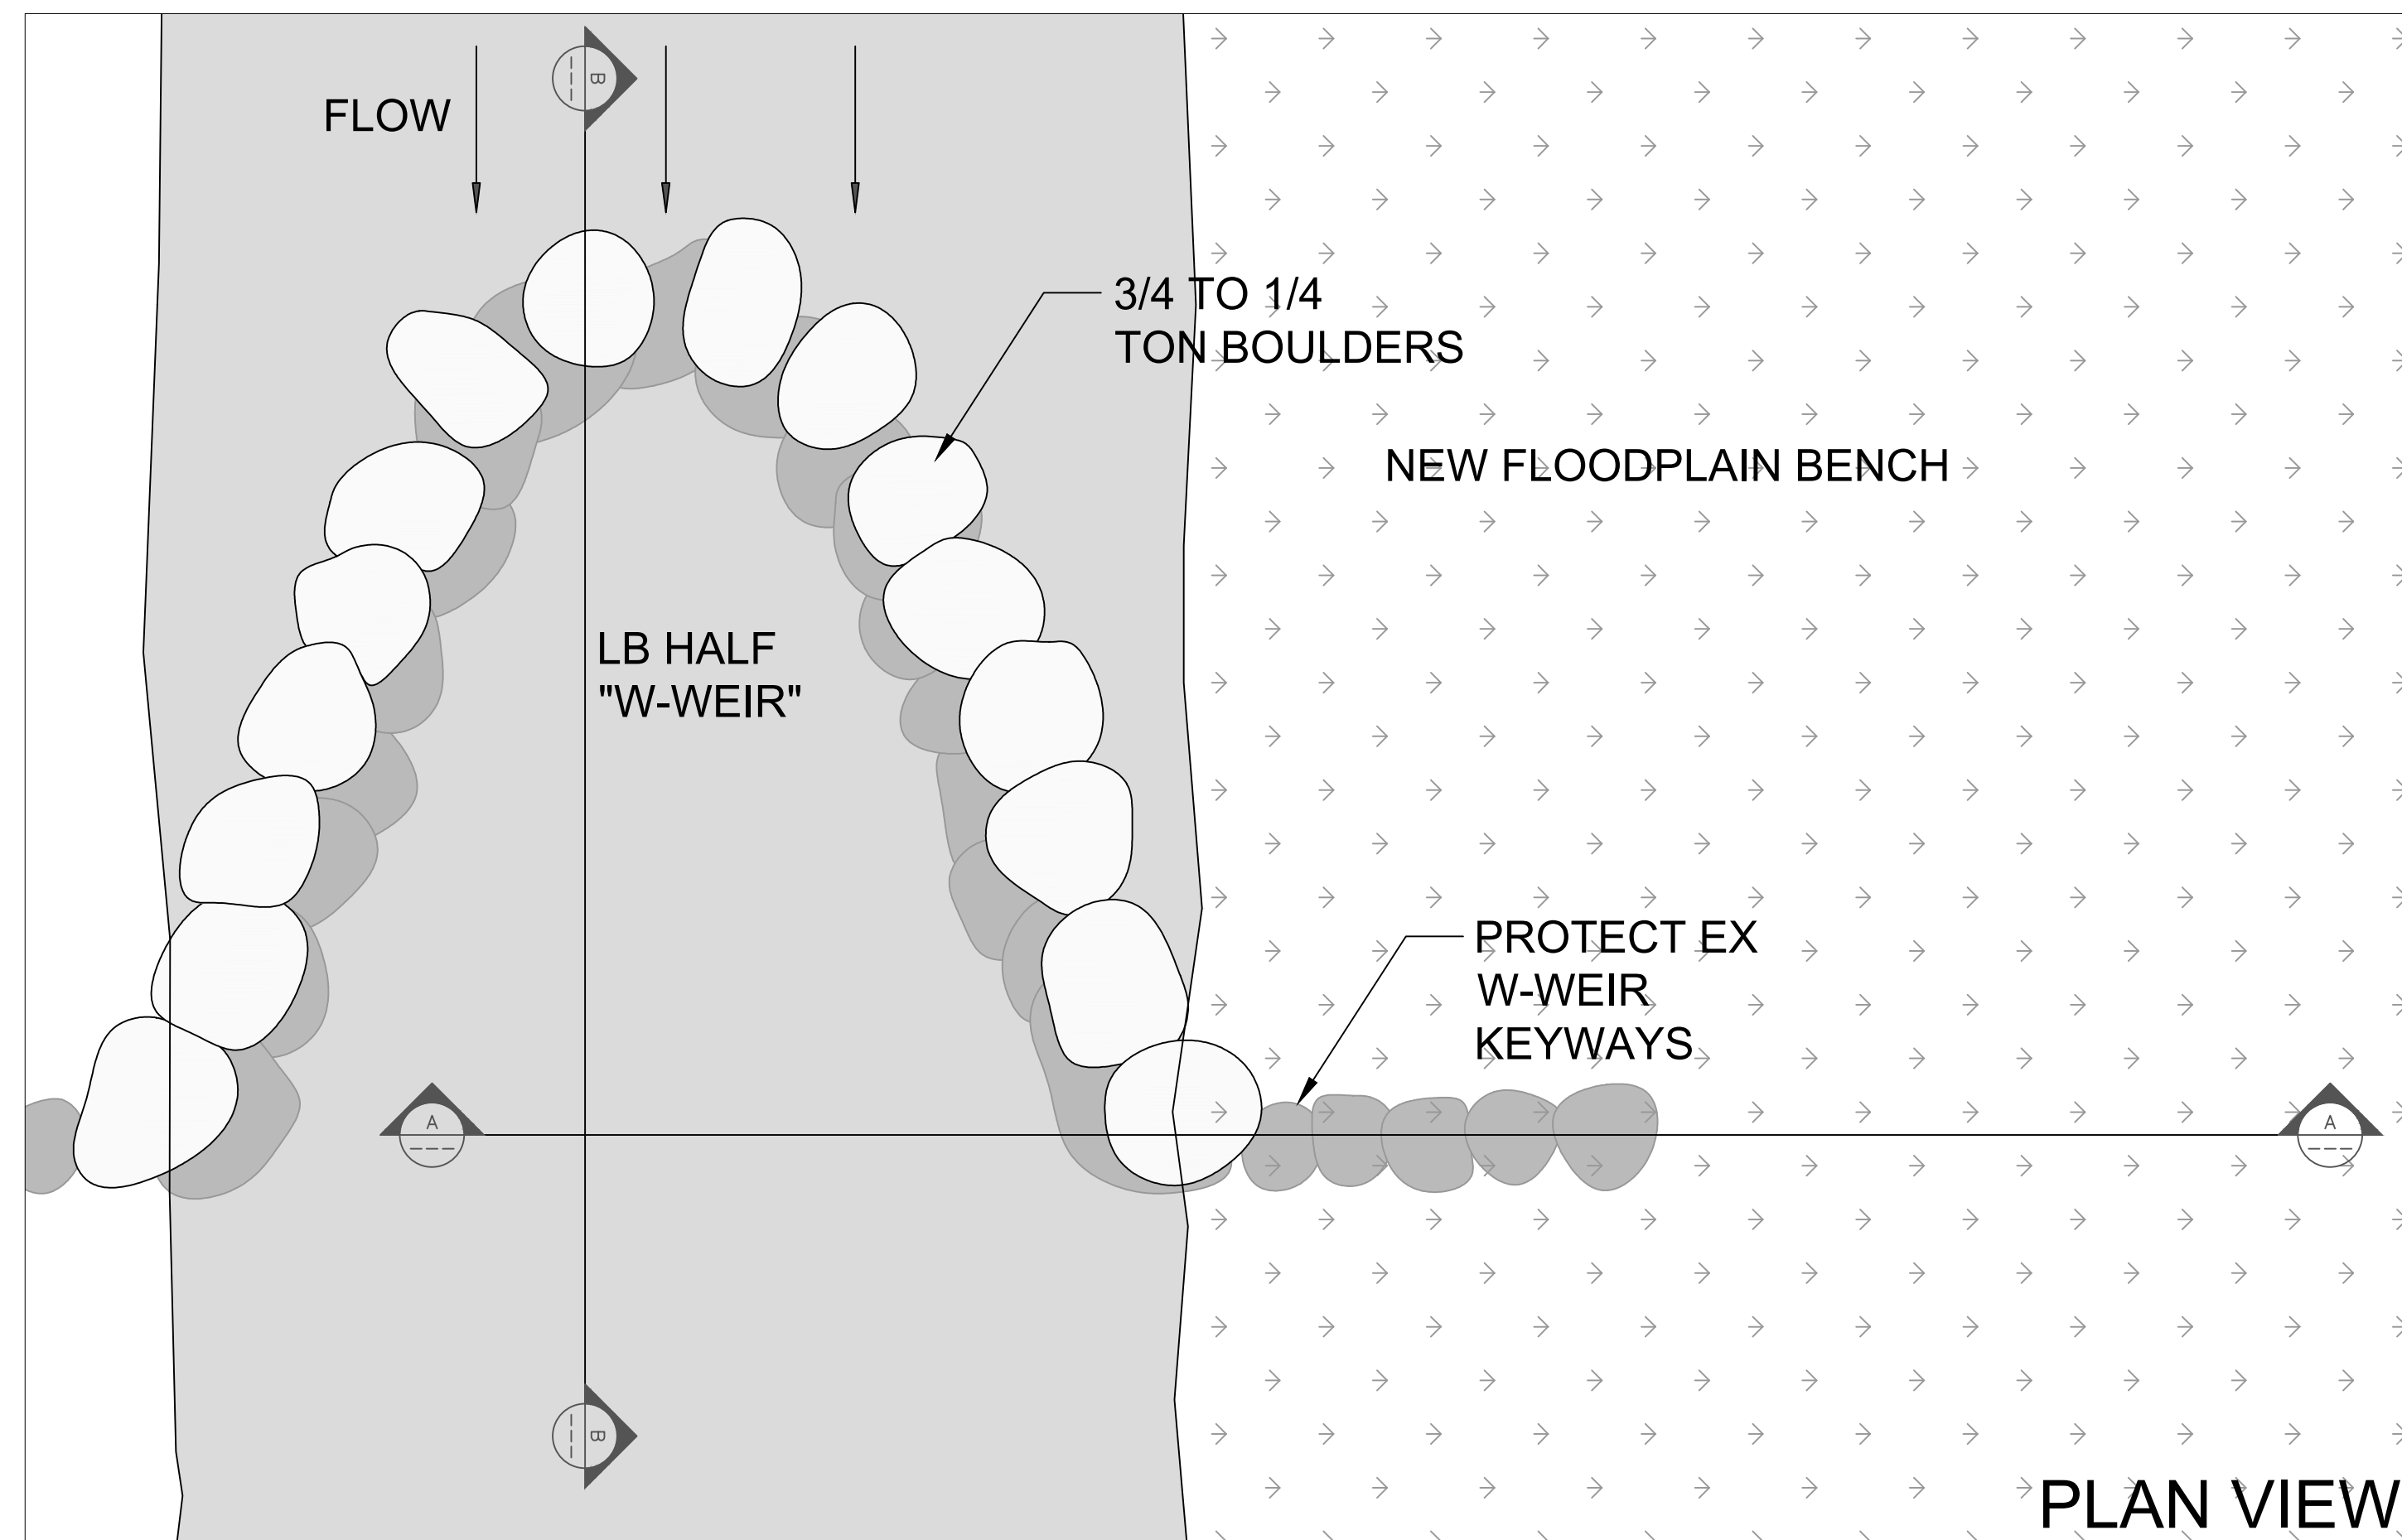 B
FLOW
3/4 TO 1/4
TON BOULDERS
NEW FLOODPLAIN BENCH
LB HALF
"W-WEIR"
PROTECT EX
W-WEIR
KEYWAYS
A
A
B
PLAN VIEW